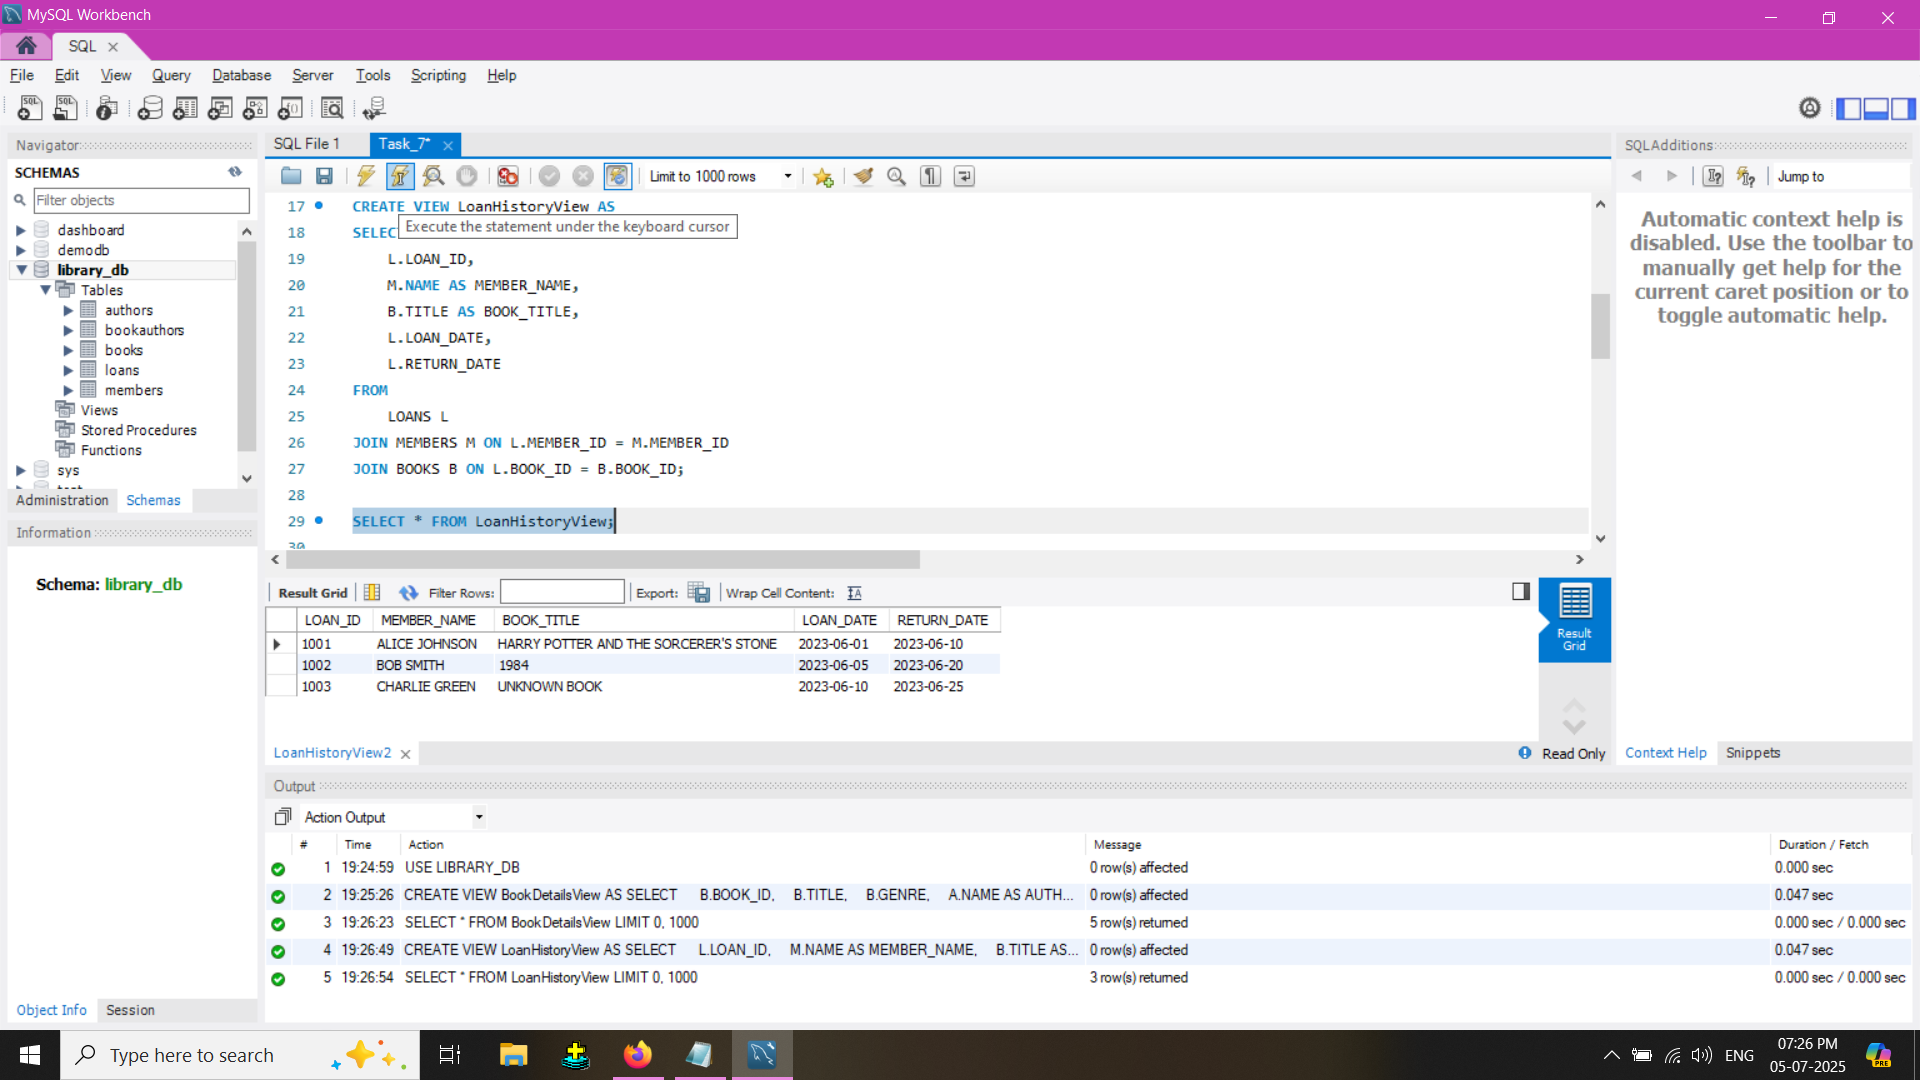 MySQL Workbench
SQL
File Edit View Query Database Server Tools Scripting Help
Navigator
SCHEMAS
Filter objects
dashboard
demodb
library_db
Tables
authors
bookauthors
books
loans
members
Views
Stored Procedures
Functions
sys
Administration Schemas
Information
Schema: library_db
Object Info Session
SQL File 1 Task_7*
Limit to 1000 rows
17 CREATE VIEW LoanHistoryView AS
18 SELEC
Execute the statement under the keyboard cursor
19 L.LOAN_ID,
20 M.NAME AS MEMBER_NAME,
21 B.TITLE AS BOOK_TITLE,
22 L.LOAN_DATE,
23 L.RETURN_DATE
24 FROM
25 LOANS L
26 JOIN MEMBERS M ON L.MEMBER_ID = M.MEMBER_ID
27 JOIN BOOKS B ON L.BOOK_ID = B.BOOK_ID;
28
29 SELECT * FROM LoanHistoryView;
30
Result Grid Filter Rows: Export: Wrap Cell Content:
LOAN_ID MEMBER_NAME BOOK_TITLE LOAN_DATE RETURN_DATE
1001 ALICE JOHNSON HARRY POTTER AND THE SORCERER'S STONE 2023-06-01 2023-06-10
1002 BOB SMITH 1984 2023-06-05 2023-06-20
1003 CHARLIE GREEN UNKNOWN BOOK 2023-06-10 2023-06-25
Result
Grid
LoanHistoryView2
Read Only
SQLAdditions
Jump to
Automatic context help is
disabled. Use the toolbar to
manually get help for the
current caret position or to
toggle automatic help.
Context Help Snippets
Output
Action Output
# Time Action Message Duration / Fetch
1 19:24:59 USE LIBRARY_DB 0 row(s) affected 0.000 sec
2 19:25:26 CREATE VIEW BookDetailsView AS SELECT B.BOOK_ID, B.TITLE, B.GENRE, A.NAME AS AUTH... 0 row(s) affected 0.047 sec
3 19:26:23 SELECT * FROM BookDetailsView LIMIT 0, 1000 5 row(s) returned 0.000 sec / 0.000 sec
4 19:26:49 CREATE VIEW LoanHistoryView AS SELECT L.LOAN_ID, M.NAME AS MEMBER_NAME, B.TITLE AS... 0 row(s) affected 0.047 sec
5 19:26:54 SELECT * FROM LoanHistoryView LIMIT 0, 1000 3 row(s) returned 0.000 sec / 0.000 sec
Type here to search
ENG
07:26 PM
05-07-2025
PRE